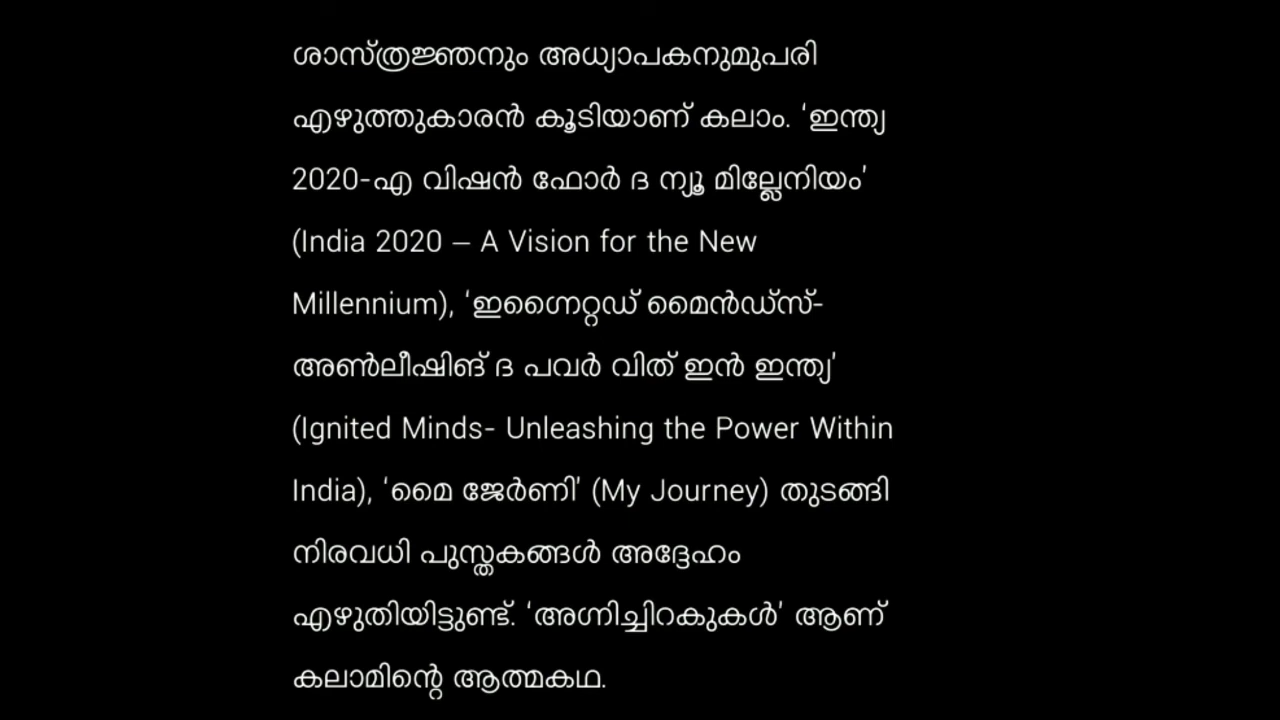 ശാസ്ത്രജ്ഞനും അധ്യാപകനുമുപരി
എഴുത്തുകാരൻ കൂടിയാണ് കലാം. ‘ഇന്ത്യ
2020-എ വിഷൻ ഫോർ ദ ന്യൂ മില്ലേനിയം’
(India 2020 – A Vision for the New
Millennium), ‘ഇഗ്നൈറ്റഡ് മൈൻഡ്സ്-
അൺലീഷിങ് ദ പവർ വിത് ഇൻ ഇന്ത്യ’
(Ignited Minds- Unleashing the Power Within
India), ‘മൈ ജേർണി’ (My Journey) തുടങ്ങി
നിരവധി പുസ്തകങ്ങൾ അദ്ദേഹം
എഴുതിയിട്ടുണ്ട്. ‘അഗ്നിച്ചിറകുകൾ’ ആണ്
കലാമിന്റെ ആത്മകഥ.